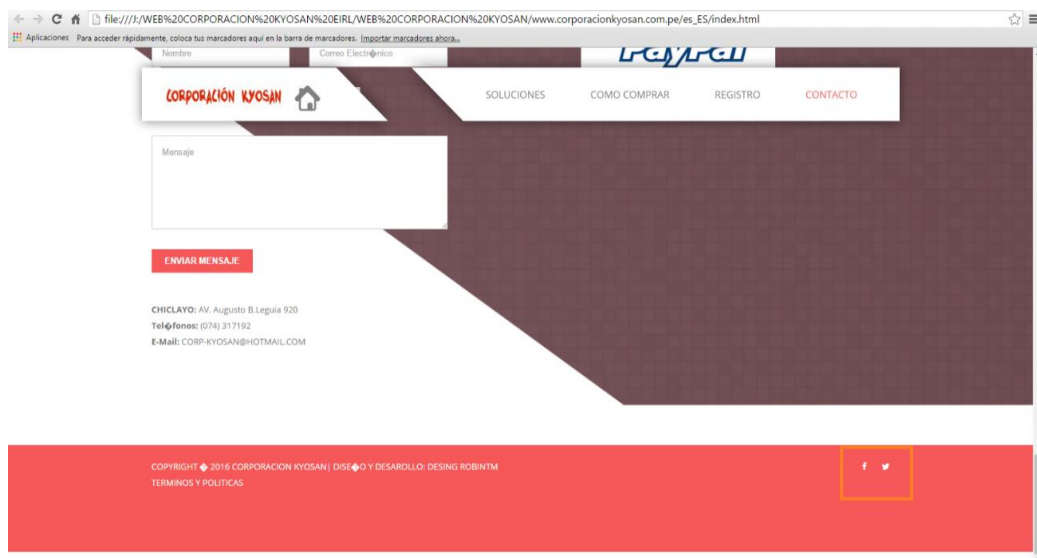 file:///J:/WEB%20CORPORACION%20KYOSAN%20EIRL/WEB%20CORPORACION%20KYOSAN/www.corporacionkyosan.com.pe/es_ES/index.html
Aplicaciones Para acceder rápidamente, coloca tus marcadores aquí en la barra de marcadores. Importar marcadores ahora...
Nombre Correo Electr�nico PayPal
CORPORACIÓN KYOSAN SOLUCIONES COMO COMPRAR REGISTRO CONTACTO
Mensaje
ENVIAR MENSAJE
CHICLAYO: AV. Augusto B.Leguia 920
Tel�fonos: (074) 317192
E-Mail: CORP-KYOSAN@HOTMAIL.COM
COPYRIGHT � 2016 CORPORACION KYOSAN| DISE�O Y DESAROLLO: DESING ROBINTM
TERMINOS Y POLITICAS